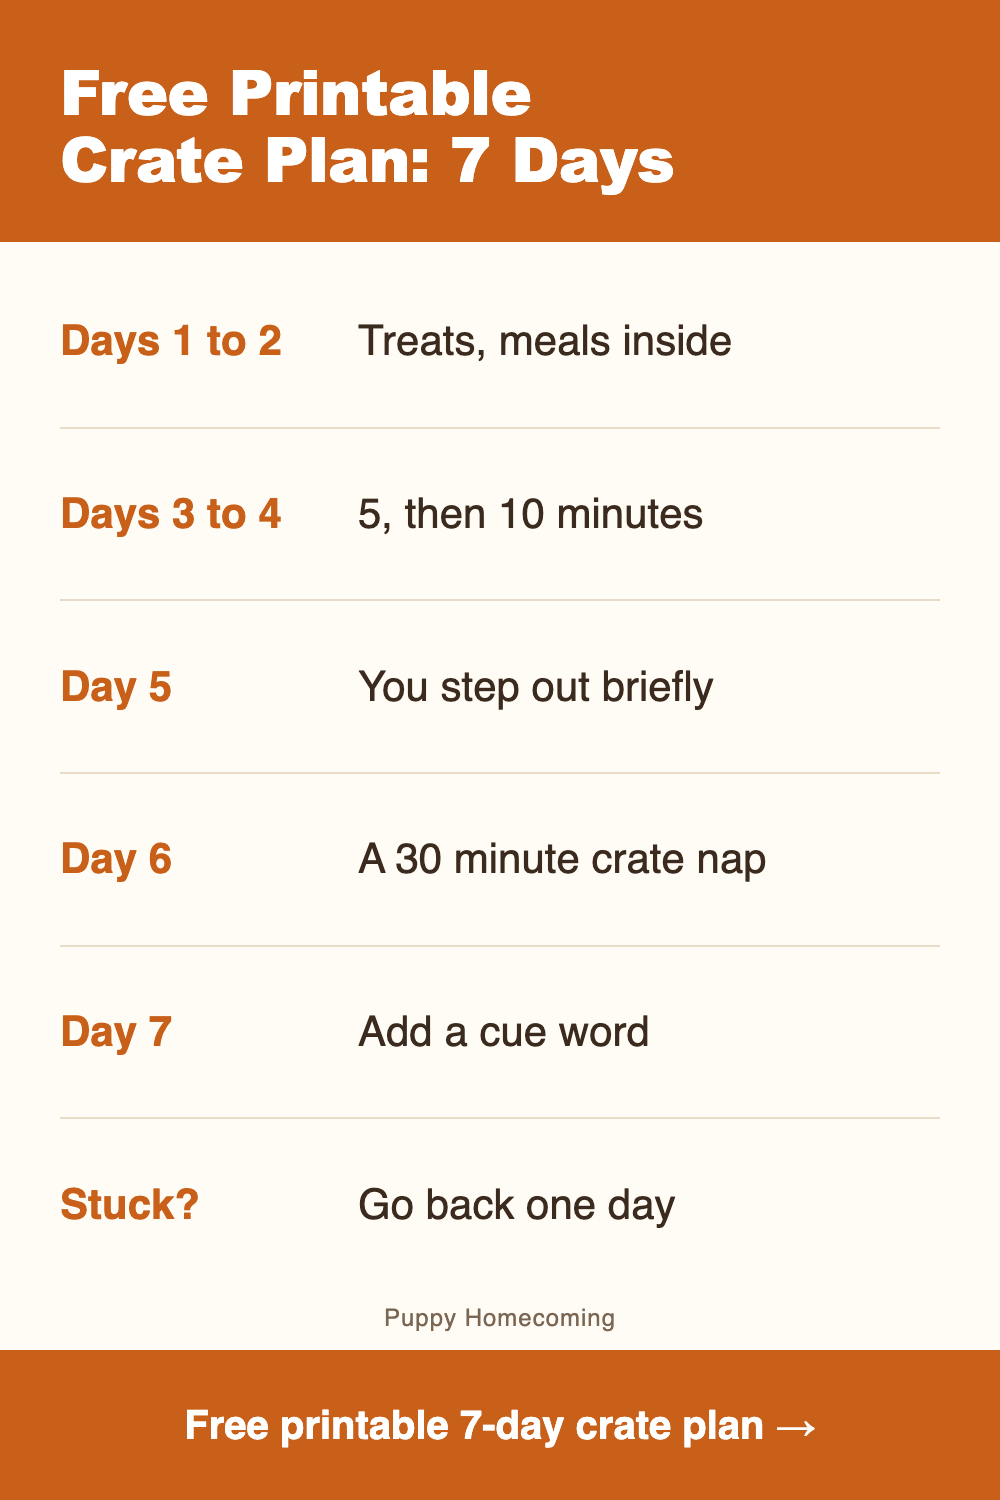 Free Printable
Crate Plan: 7 Days
Days 1 to 2 Treats, meals inside
Days 3 to 4 5, then 10 minutes
Day 5 You step out briefly
Day 6 A 30 minute crate nap
Day 7 Add a cue word
Stuck? Go back one day
Puppy Homecoming
Free printable 7-day crate plan →